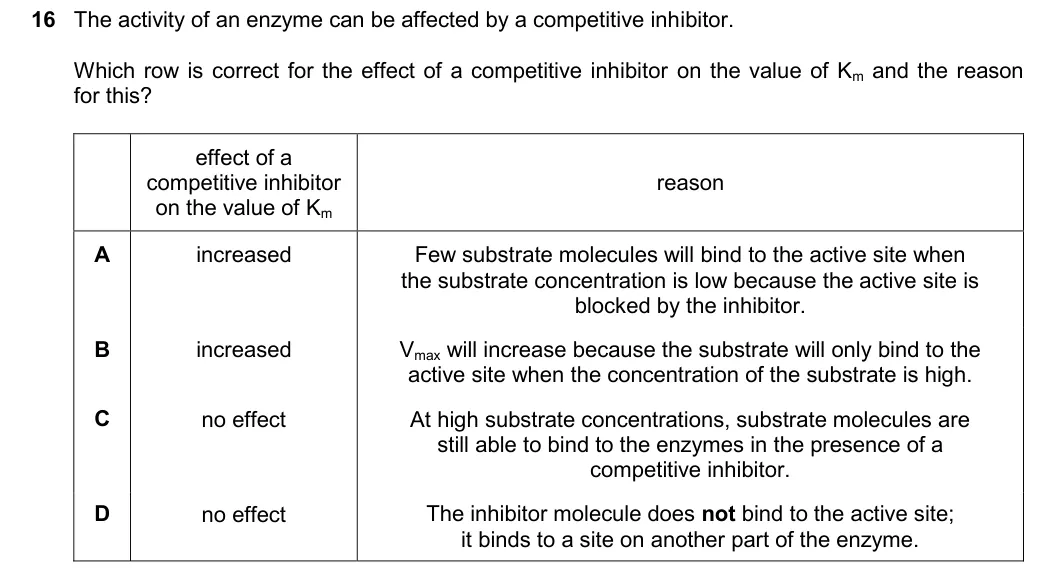 16 The activity of an enzyme can be affected by a competitive inhibitor.
Which row is correct for the effect of a competitive inhibitor on the value of Km and the reason
for this?
effect of a
competitive inhibitor
on the value of Km
reason
A increased Few substrate molecules will bind to the active site when
the substrate concentration is low because the active site is
blocked by the inhibitor.
B increased Vmax will increase because the substrate will only bind to the
active site when the concentration of the substrate is high.
C no effect At high substrate concentrations, substrate molecules are
still able to bind to the enzymes in the presence of a
competitive inhibitor.
D no effect The inhibitor molecule does not bind to the active site;
it binds to a site on another part of the enzyme.